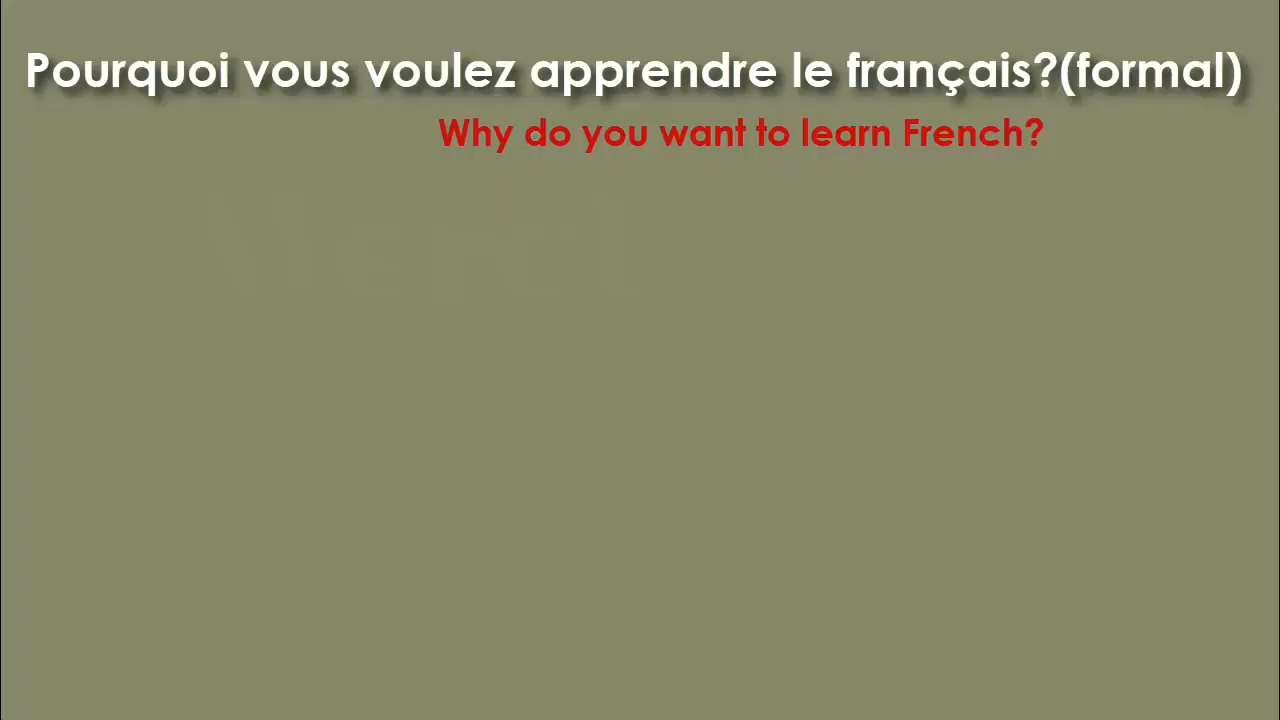 Pourquoi vous voulez apprendre le français?(formal)
Why do you want to learn French?